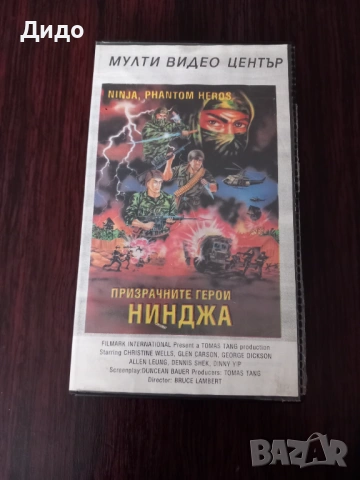 Дидо
МУЛТИ ВИДЕО ЦЕНТЪР
NINJA, PHANTOM HEROS
ПРИЗРАЧНИТЕ ГЕРОИ
НИНДЖА
FILMARK INTERNATIONAL Present a TOMAS TANG production
Starring: CHRISTINE WELLS, GLEN CARSON, GEORGE DICKSON
ALLEN LEUNG, DENNIS SHEK, DINNY YIP
Screenplay: DUNCEAN BAUER Producers: TOMAS TANG
Director: BRUCE LAMBERT
BAZAR